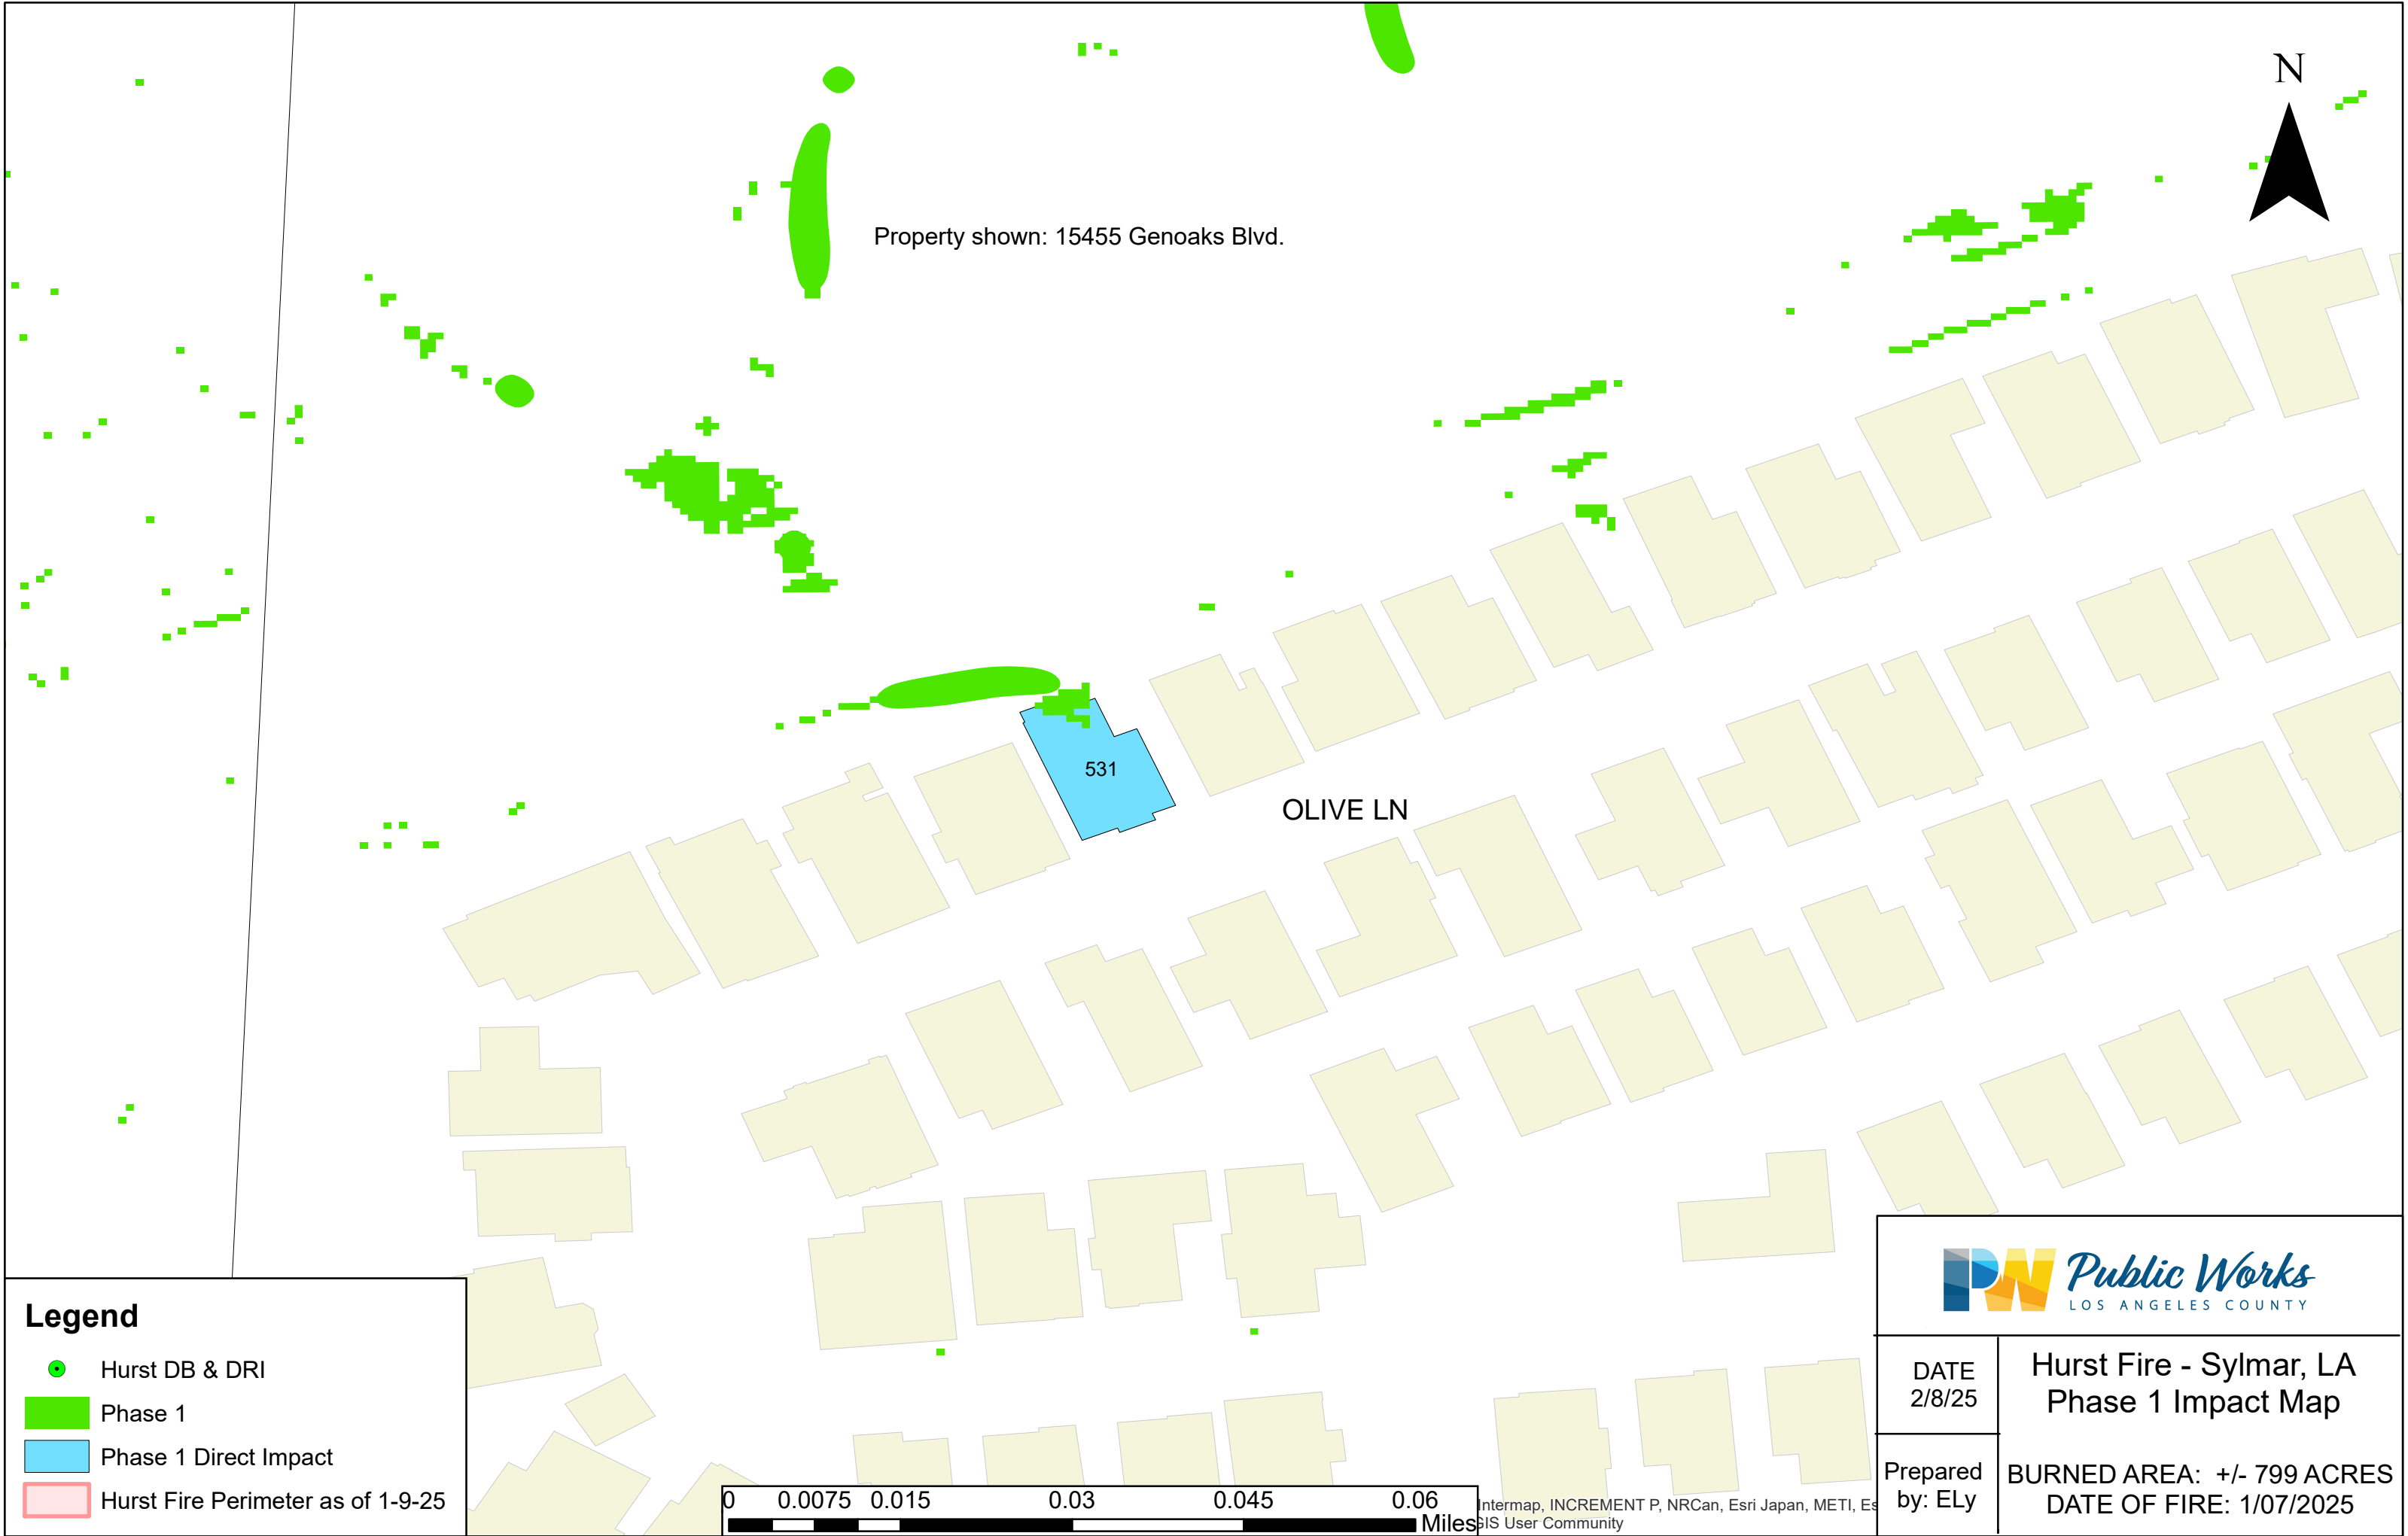 N
Property shown: 15455 Genoaks Blvd.
531
OLIVE LN
Legend
Hurst DB & DRI
Phase 1
Phase 1 Direct Impact
Hurst Fire Perimeter as of 1-9-25
0 0.0075 0.015 0.03 0.045 0.06
Miles
Intermap, INCREMENT P, NRCan, Esri Japan, METI, Es
GIS User Community
PW Public Works
LOS ANGELES COUNTY
DATE
2/8/25
Hurst Fire - Sylmar, LA
Phase 1 Impact Map
Prepared
by: ELy
BURNED AREA: +/- 799 ACRES
DATE OF FIRE: 1/07/2025